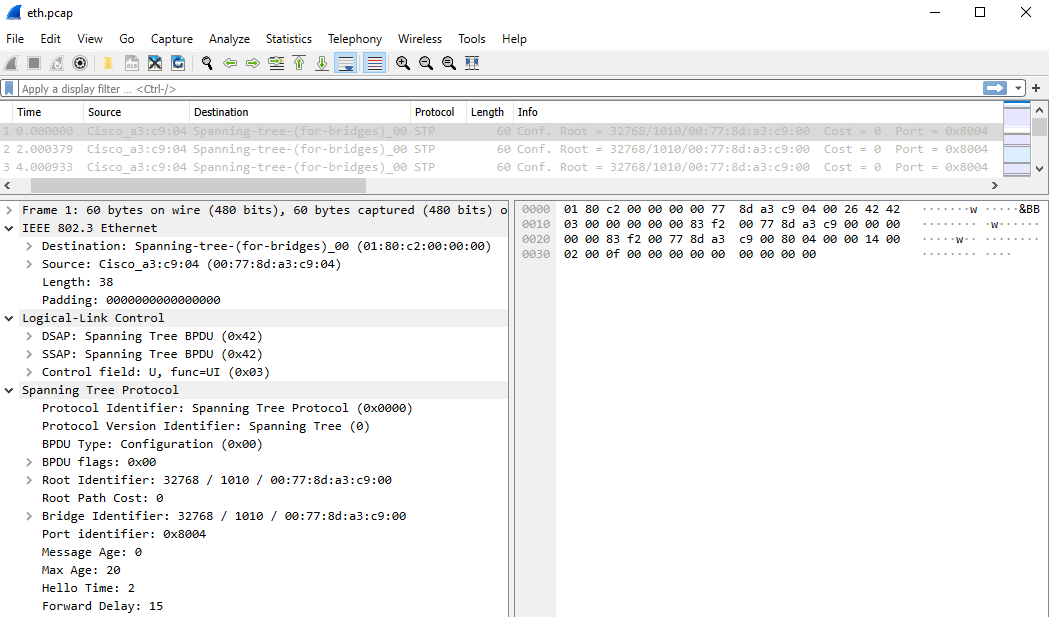 eth.pcap
File Edit View Go Capture Analyze Statistics Telephony Wireless Tools Help
Apply a display filter … <Ctrl-/>
Time Source Destination Protocol Length Info
1 0.000000 Cisco_a3:c9:04 Spanning-tree-(for-bridges)_00 STP 60 Conf. Root = 32768/1010/00:77:8d:a3:c9:00 Cost = 0 Port = 0x8004
2 2.000379 Cisco_a3:c9:04 Spanning-tree-(for-bridges)_00 STP 60 Conf. Root = 32768/1010/00:77:8d:a3:c9:00 Cost = 0 Port = 0x8004
3 4.000933 Cisco_a3:c9:04 Spanning-tree-(for-bridges)_00 STP 60 Conf. Root = 32768/1010/00:77:8d:a3:c9:00 Cost = 0 Port = 0x8004
Frame 1: 60 bytes on wire (480 bits), 60 bytes captured (480 bits) o
IEEE 802.3 Ethernet
Destination: Spanning-tree-(for-bridges)_00 (01:80:c2:00:00:00)
Source: Cisco_a3:c9:04 (00:77:8d:a3:c9:04)
Length: 38
Padding: 0000000000000000
Logical-Link Control
DSAP: Spanning Tree BPDU (0x42)
SSAP: Spanning Tree BPDU (0x42)
Control field: U, func=UI (0x03)
Spanning Tree Protocol
Protocol Identifier: Spanning Tree Protocol (0x0000)
Protocol Version Identifier: Spanning Tree (0)
BPDU Type: Configuration (0x00)
BPDU flags: 0x00
Root Identifier: 32768 / 1010 / 00:77:8d:a3:c9:00
Root Path Cost: 0
Bridge Identifier: 32768 / 1010 / 00:77:8d:a3:c9:00
Port identifier: 0x8004
Message Age: 0
Max Age: 20
Hello Time: 2
Forward Delay: 15
0000 01 80 c2 00 00 00 00 77 8d a3 c9 04 00 26 42 42 ·······w ·····&BB
0010 03 00 00 00 00 00 83 f2 00 77 8d a3 c9 00 00 00 ········ ·w······
0020 00 00 83 f2 00 77 8d a3 c9 00 80 04 00 00 14 00 ·····w·· ········
0030 02 00 0f 00 00 00 00 00 00 00 00 00 ········ ····